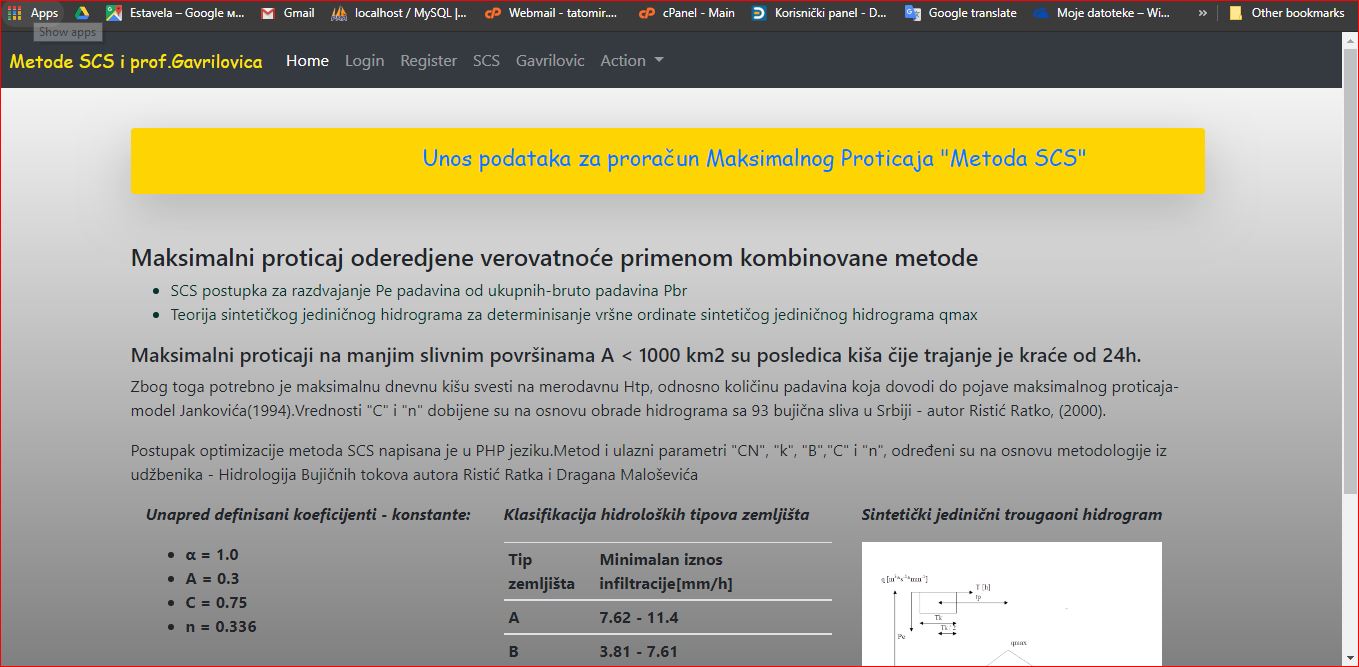 Apps Estavela – Google м... Gmail localhost / MySQL |... Webmail - tatomir.... cPanel - Main Korisnički panel - D... Google translate Moje datoteke – Wi... » Other bookmarks
Show apps
Metode SCS i prof.Gavrilovica Home Login Register SCS Gavrilovic Action
Unos podataka za proračun Maksimalnog Proticaja "Metoda SCS"
Maksimalni proticaj oderedjene verovatnoće primenom kombinovane metode
• SCS postupka za razdvajanje Pe padavina od ukupnih-bruto padavina Pbr
• Teorija sintetičkog jediničnog hidrograma za determinisanje vršne ordinate sintetičog jediničnog hidrograma qmax
Maksimalni proticaji na manjim slivnim površinama A < 1000 km2 su posledica kiša čije trajanje je kraće od 24h.
Zbog toga potrebno je maksimalnu dnevnu kišu svesti na merodavnu Htp, odnosno količinu padavina koja dovodi do pojave maksimalnog proticaja-
model Jankovića(1994).Vrednosti "C" i "n" dobijene su na osnovu obrade hidrograma sa 93 bujična sliva u Srbiji - autor Ristić Ratko, (2000).
Postupak optimizacije metoda SCS napisana je u PHP jeziku.Metod i ulazni parametri "CN", "k", "B","C" i "n", određeni su na osnovu metodologije iz
udžbenika - Hidrologija Bujičnih tokova autora Ristić Ratka i Dragana Maloševića
Unapred definisani koeficijenti - konstante:
• α = 1.0
• A = 0.3
• C = 0.75
• n = 0.336
Klasifikacija hidroloških tipova zemljišta
Tip Minimalan iznos
zemljišta infiltracije[mm/h]
A 7.62 - 11.4
B 3.81 - 7.61
Sintetički jedinični trougaoni hidrogram
T [h]
tp
Tk
Tk / 2
Pe
qmax